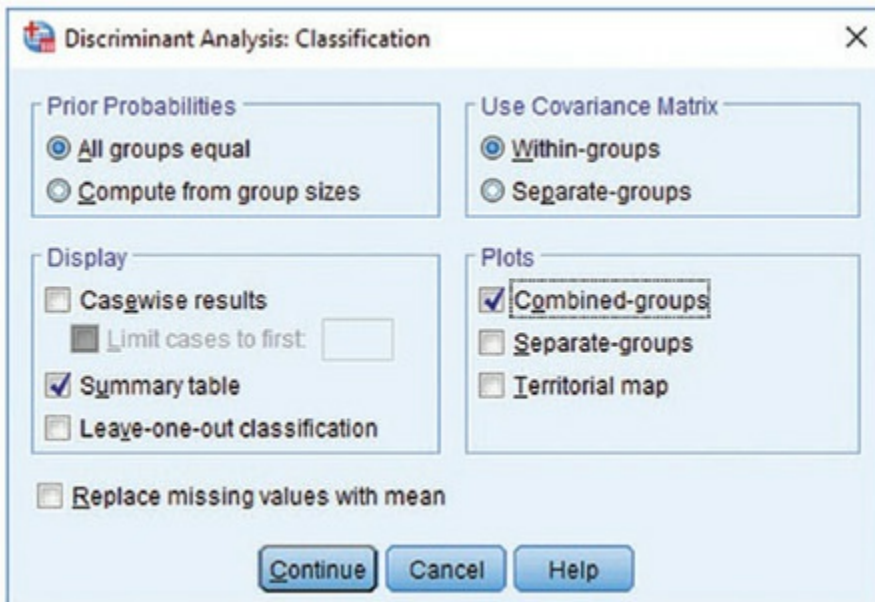 Discriminant Analysis: Classification
Prior Probabilities
All groups equal
Compute from group sizes
Use Covariance Matrix
Within-groups
Separate-groups
Display
Casewise results
Limit cases to first:
Summary table
Leave-one-out classification
Plots
Combined-groups
Separate-groups
Territorial map
Replace missing values with mean
Continue
Cancel
Help